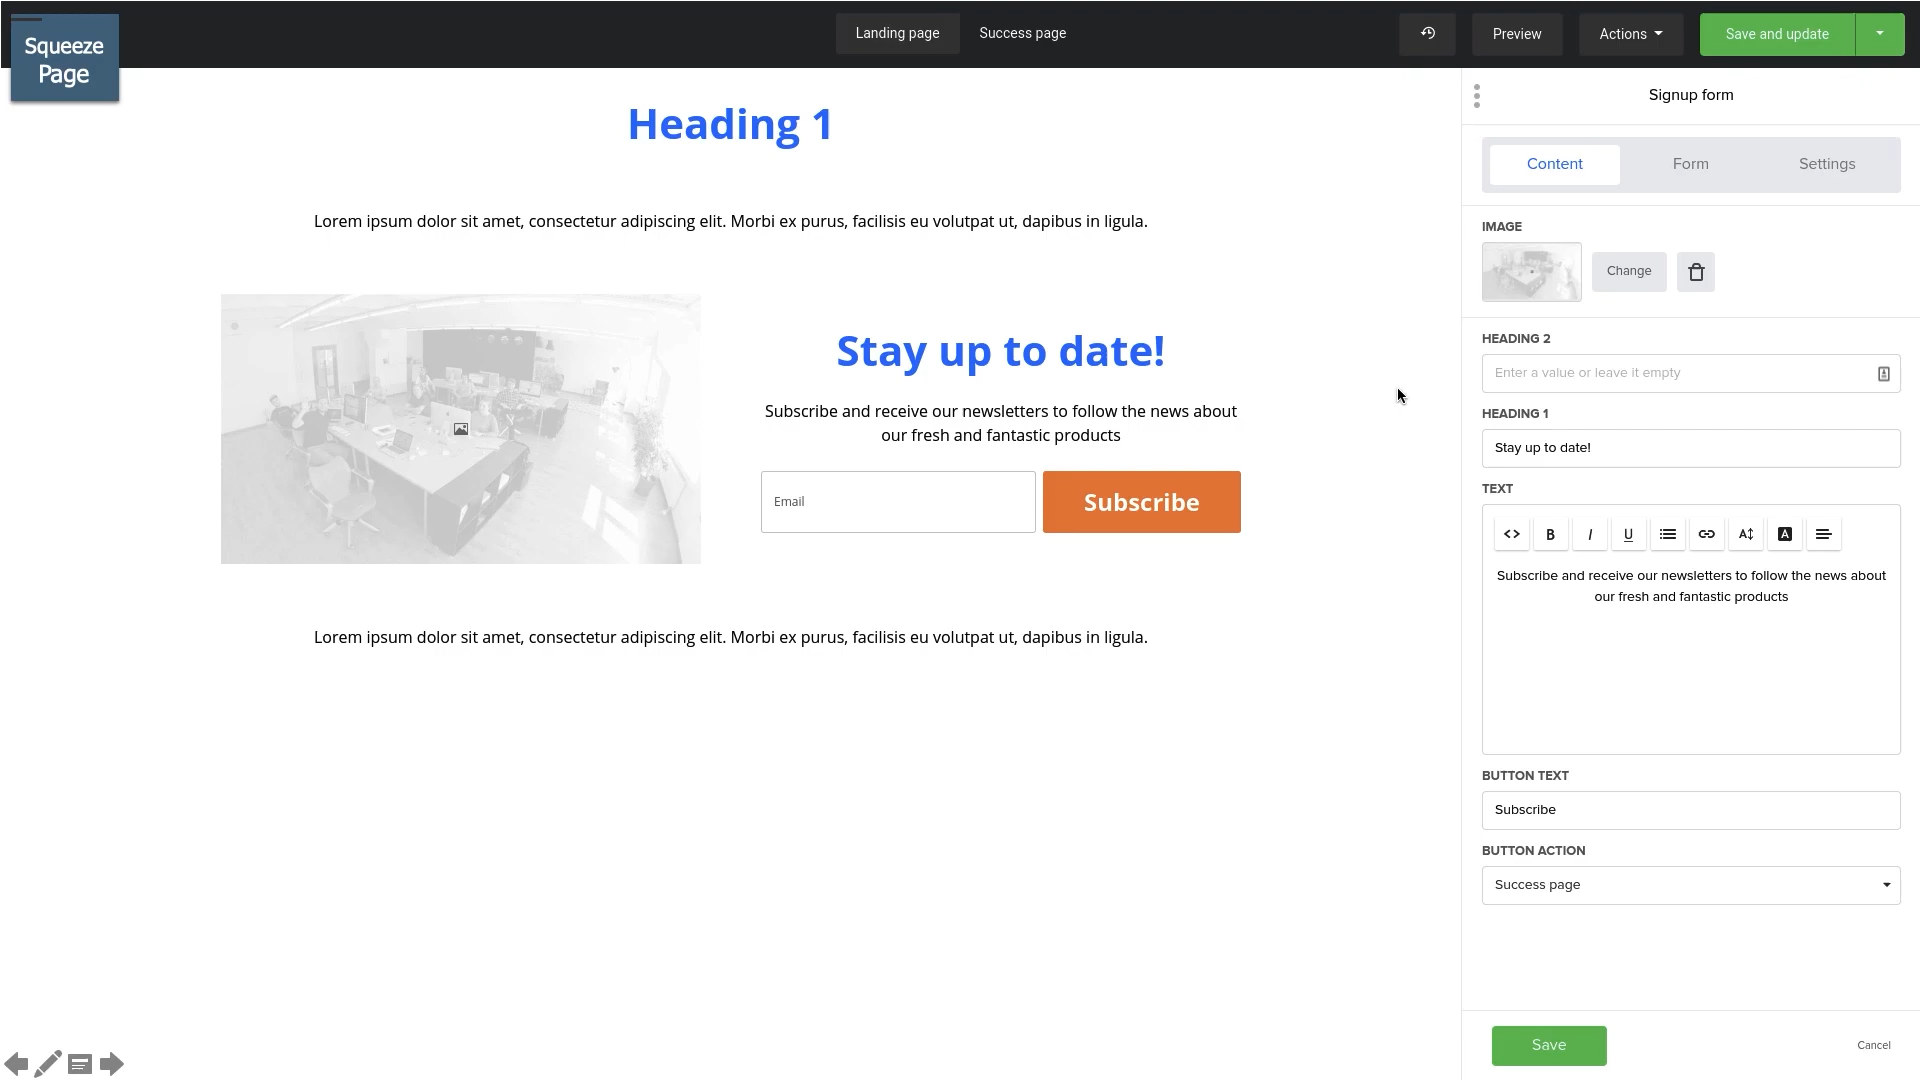 Squeeze
Page
Landing page
Success page
Preview
Actions
Save and update
Heading 1
Lorem ipsum dolor sit amet, consectetur adipiscing elit. Morbi ex purus, facilisis eu volutpat ut, dapibus in ligula.
Stay up to date!
Subscribe and receive our newsletters to follow the news about
our fresh and fantastic products
Email
Subscribe
Lorem ipsum dolor sit amet, consectetur adipiscing elit. Morbi ex purus, facilisis eu volutpat ut, dapibus in ligula.
Signup form
Content
Form
Settings
IMAGE
Change
HEADING 2
Enter a value or leave it empty
HEADING 1
Stay up to date!
TEXT
<> B I U A A
Subscribe and receive our newsletters to follow the news about
our fresh and fantastic products
BUTTON TEXT
Subscribe
BUTTON ACTION
Success page
Save
Cancel